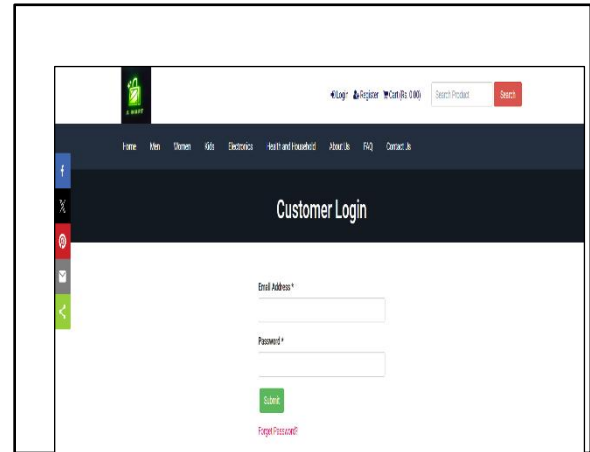 Login Register Cart (Rs. 0.00) Search Product Search
Home Men Women Kids Electronics Health and Household About Us FAQ Contact Us
Customer Login
Email Address *
Password *
Submit
Forget Password?